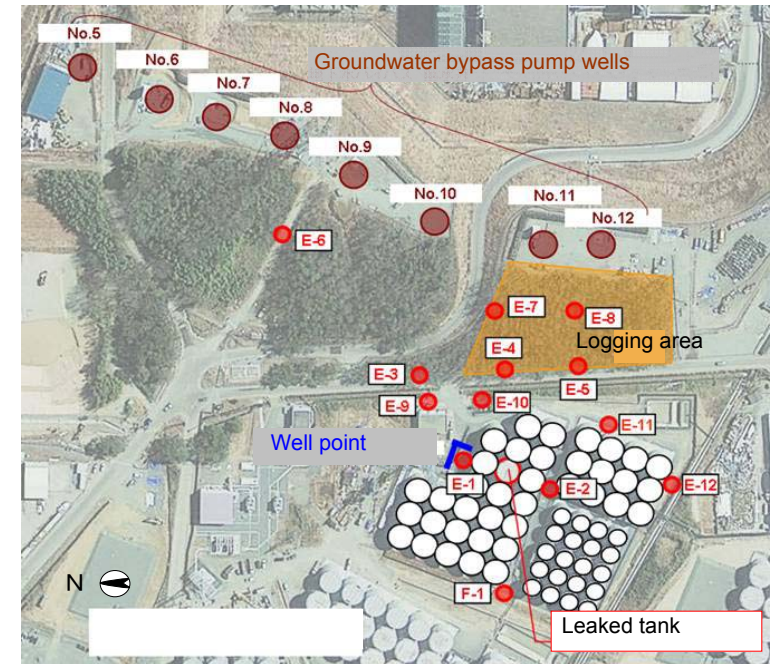 No.5
Groundwater bypass pump wells
No.6
No.7
No.8
No.9
No.10
No.11
No.12
E-6
E-7
E-8
Logging area
E-4
E-5
E-3
E-9
E-10
E-11
Well point
E-1
E-2
E-12
F-1
N
Leaked tank